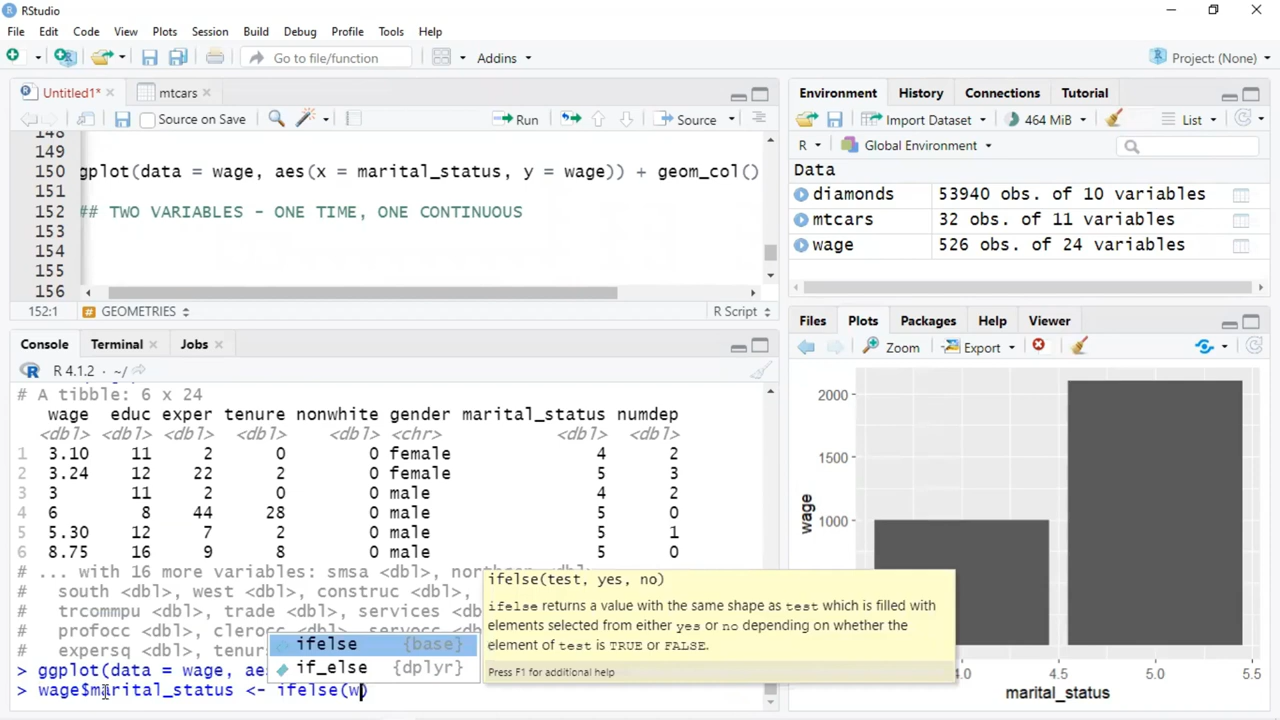 RStudio
File Edit Code View Plots Session Build Debug Profile Tools Help
Go to file/function Addins Project: (None)
Untitled1* mtcars
Source on Save Run Source
148
149
150 gplot(data = wage, aes(x = marital_status, y = wage)) + geom_col()
151
152 ## TWO VARIABLES - ONE TIME, ONE CONTINUOUS
153
154
155
156
152:1 # GEOMETRIES R Script
Console Terminal Jobs
R 4.1.2 · ~/
# A tibble: 6 x 24
wage educ exper tenure nonwhite gender marital_status numdep
<dbl> <dbl> <dbl> <dbl> <dbl> <chr> <dbl> <dbl>
1 3.10 11 2 0 0 female 4 2
2 3.24 12 22 2 0 female 5 3
3 3 11 2 0 0 male 4 2
4 6 8 44 28 0 male 5 0
5 5.30 12 7 2 0 male 5 1
6 8.75 16 9 8 0 male 5 0
# ... with 16 more variables: smsa <dbl>,
# south <dbl>, west <dbl>, construc <dbl>,
# trcommpu <dbl>, trade <dbl>, services
# profocc <dbl>, clerocc
# expersq <dbl>,
> ggplot(data = wage, aes
> wage$marital_status <- ifelse(w)
ifelse {base}
if_else {dplyr}
ifelse(test, yes, no)
ifelse returns a value with the same shape as test which is filled with
elements selected from either yes or no depending on whether the
element of test is TRUE or FALSE.
Press F1 for additional help
Environment History Connections Tutorial
Import Dataset 464 MiB List
R Global Environment
Data
diamonds 53940 obs. of 10 variables
mtcars 32 obs. of 11 variables
wage 526 obs. of 24 variables
Files Plots Packages Help Viewer
Zoom Export
2000
1500
1000
wage
4.0 4.5 5.0 5.5
marital_status